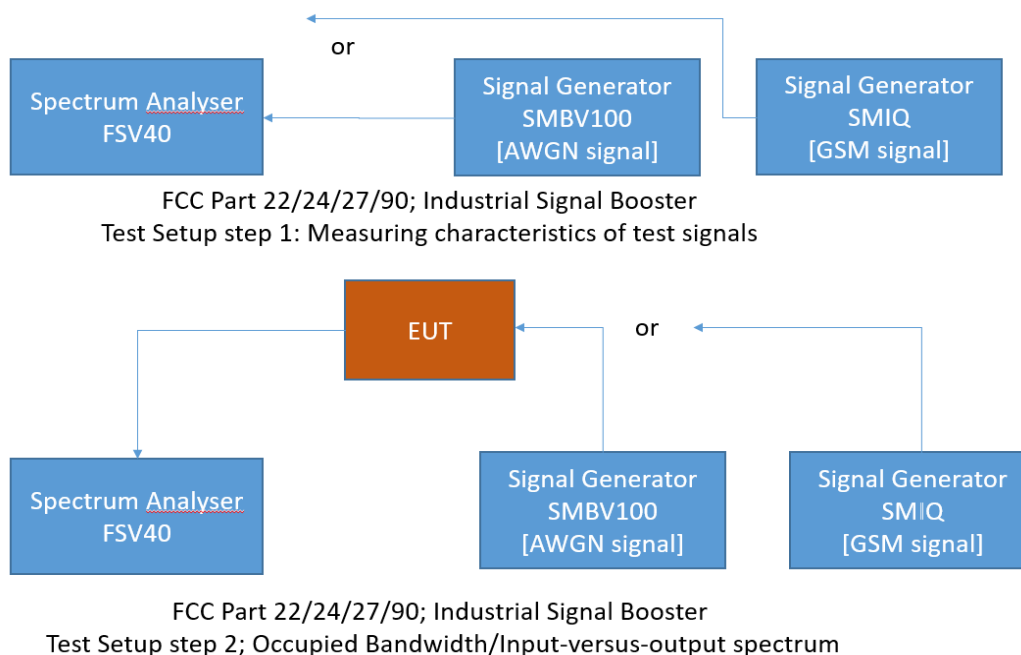 or
Spectrum Analyser
FSV40
Signal Generator
SMBV100
[AWGN signal]
Signal Generator
SMIQ
[GSM signal]
FCC Part 22/24/27/90; Industrial Signal Booster
Test Setup step 1: Measuring characteristics of test signals
EUT
or
Spectrum Analyser
FSV40
Signal Generator
SMBV100
[AWGN signal]
Signal Generator
SMIQ
[GSM signal]
FCC Part 22/24/27/90; Industrial Signal Booster
Test Setup step 2; Occupied Bandwidth/Input-versus-output spectrum